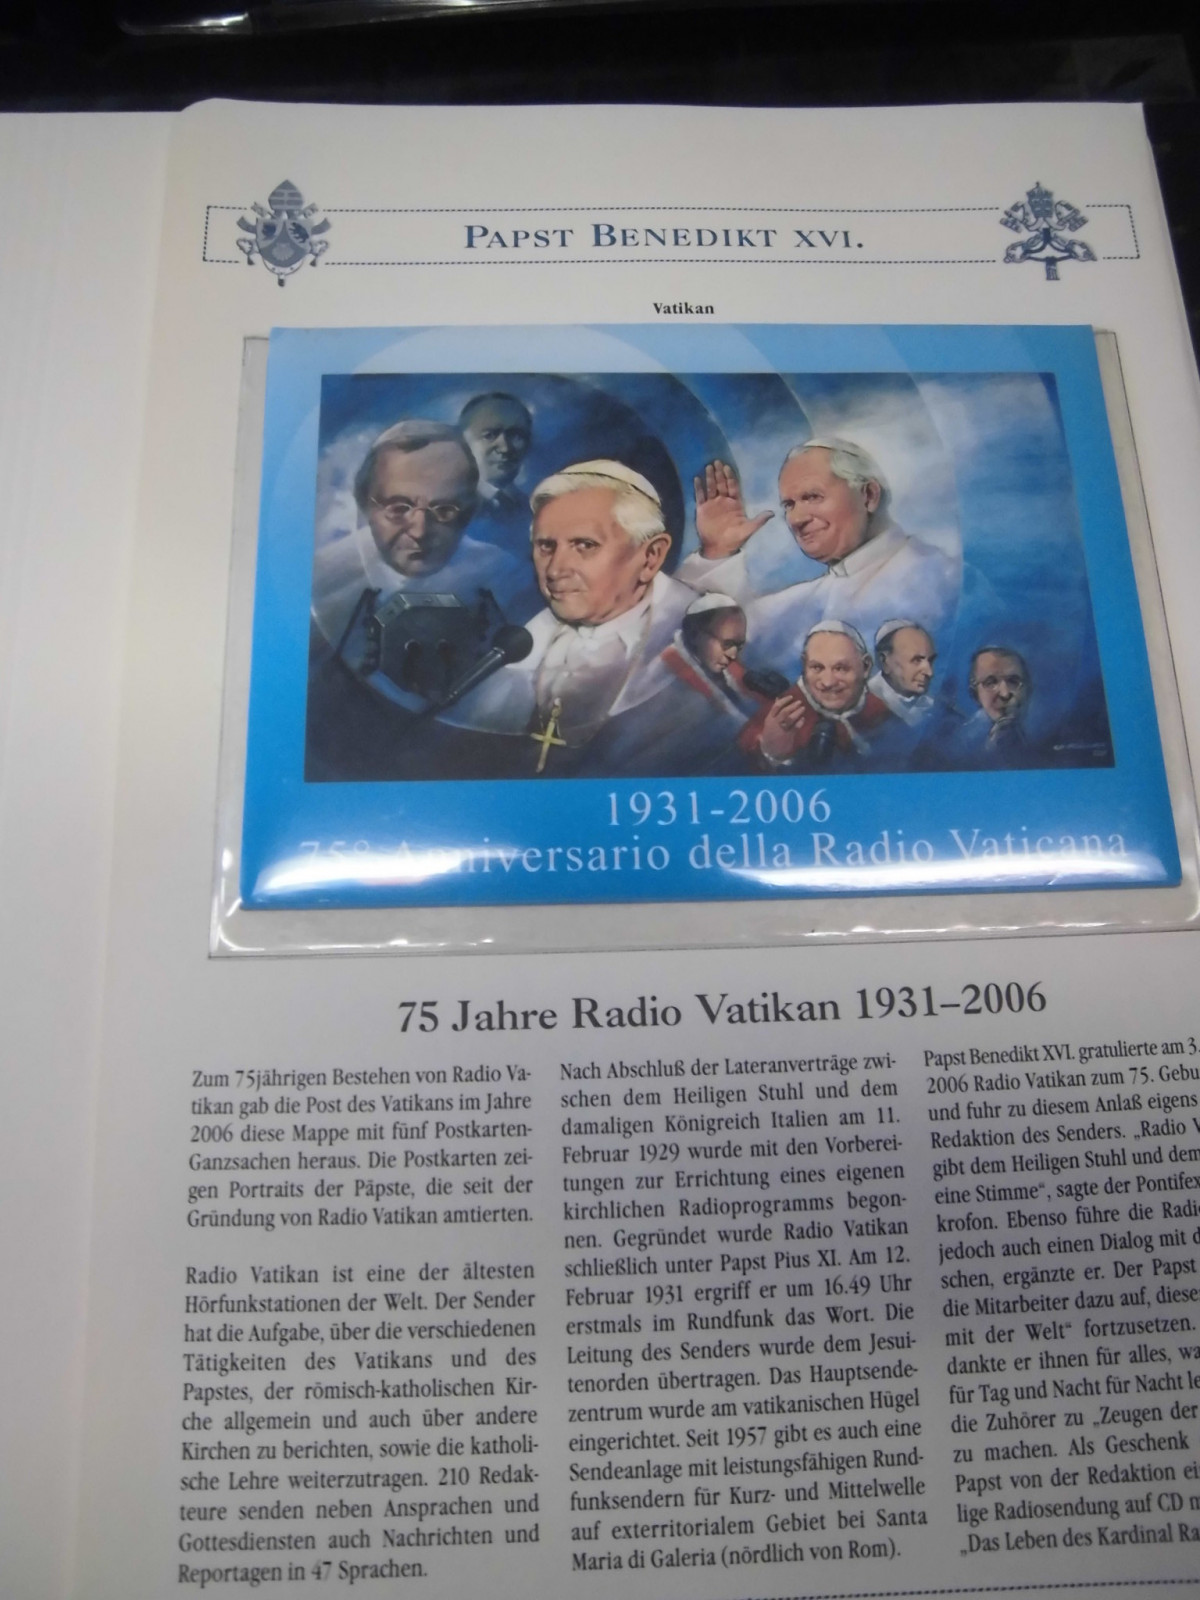 PAPST BENEDIKT XVI.
Vatikan
1931-2006
75° Anniversario della Radio Vaticana
75 Jahre Radio Vatikan 1931–2006
Zum 75jährigen Bestehen von Radio Va-
tikan gab die Post des Vatikans im Jahre
2006 diese Mappe mit fünf Postkarten-
Ganzsachen heraus. Die Postkarten zei-
gen Portraits der Päpste, die seit der
Gründung von Radio Vatikan amtierten.
Radio Vatikan ist eine der ältesten
Hörfunkstationen der Welt. Der Sender
hat die Aufgabe, über die verschiedenen
Tätigkeiten des Vatikans und des
Papstes, der römisch-katholischen Kir-
che allgemein und auch über andere
Kirchen zu berichten, sowie die katholi-
sche Lehre weiterzutragen. 210 Redak-
teure senden neben Ansprachen und
Gottesdiensten auch Nachrichten und
Reportagen in 47 Sprachen.
Nach Abschluß der Lateranverträge zwi-
schen dem Heiligen Stuhl und dem
damaligen Königreich Italien am 11.
Februar 1929 wurde mit den Vorberei-
tungen zur Errichtung eines eigenen
kirchlichen Radioprogramms begon-
nen. Gegründet wurde Radio Vatikan
schließlich unter Papst Pius XI. Am 12.
Februar 1931 ergriff er um 16.49 Uhr
erstmals im Rundfunk das Wort. Die
Leitung des Senders wurde dem Jesui-
tenorden übertragen. Das Hauptsende-
zentrum wurde am vatikanischen Hügel
eingerichtet. Seit 1957 gibt es auch eine
Sendeanlage mit leistungsfähigen Rund-
funksendern für Kurz- und Mittelwelle
auf exterritorialem Gebiet bei Santa
Maria di Galeria (nördlich von Rom).
Papst Benedikt XVI. gratulierte am 3.
2006 Radio Vatikan zum 75. Gebu
und fuhr zu diesem Anlaß eigens
Redaktion des Senders. „Radio V
gibt dem Heiligen Stuhl und dem
eine Stimme“, sagte der Pontifex
krofon. Ebenso führe die Radi
jedoch auch einen Dialog mit d
schen, ergänzte er. Der Papst
die Mitarbeiter dazu auf, diese
mit der Welt“ fortzusetzen.
dankte er ihnen für alles, wa
für Tag und Nacht für Nacht le
die Zuhörer zu „Zeugen der
zu machen. Als Geschenk
Papst von der Redaktion ei
lige Radiosendung auf CD m
„Das Leben des Kardinal Ra